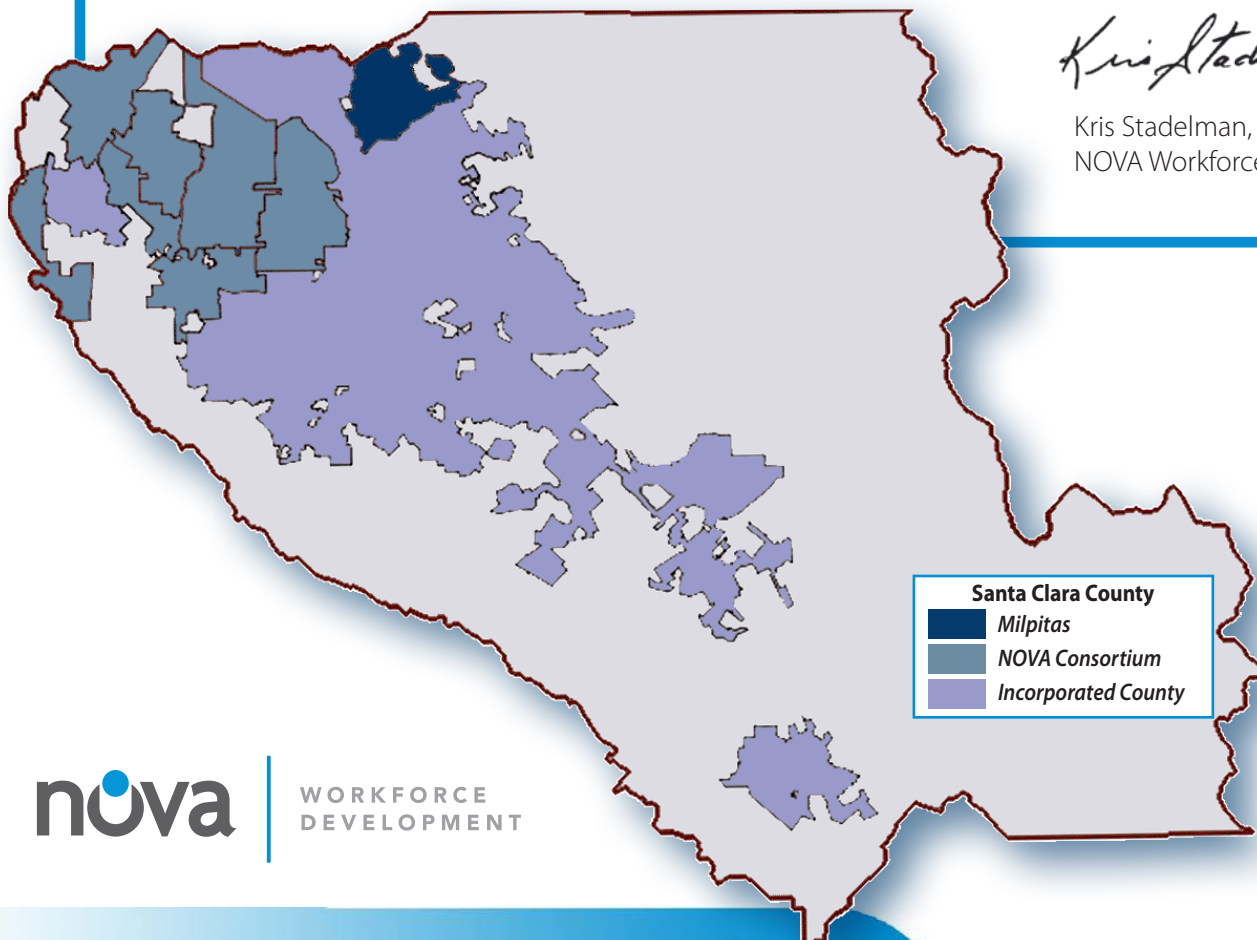 Kris Stadelman,
NOVA Workforce
Santa Clara County
Milpitas
NOVA Consortium
Incorporated County
nova
WORKFORCE
DEVELOPMENT